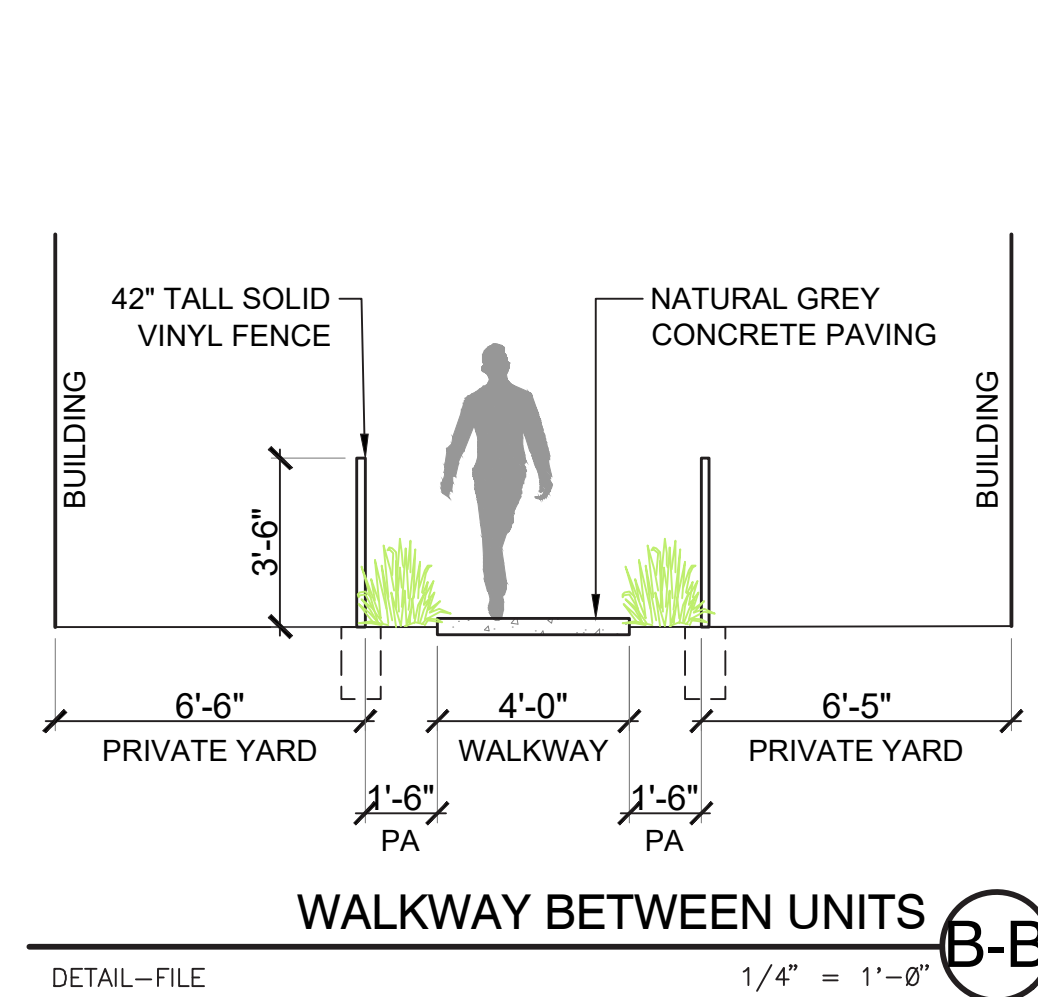 42" TALL SOLID
VINYL FENCE
NATURAL GREY
CONCRETE PAVING
BUILDING
BUILDING
3'-6"
6'-6"
4'-0"
6'-5"
PRIVATE YARD
WALKWAY
PRIVATE YARD
1'-6"
1'-6"
PA
PA
WALKWAY BETWEEN UNITS
B-B
DETAIL-FILE
1/4" = 1'-0"